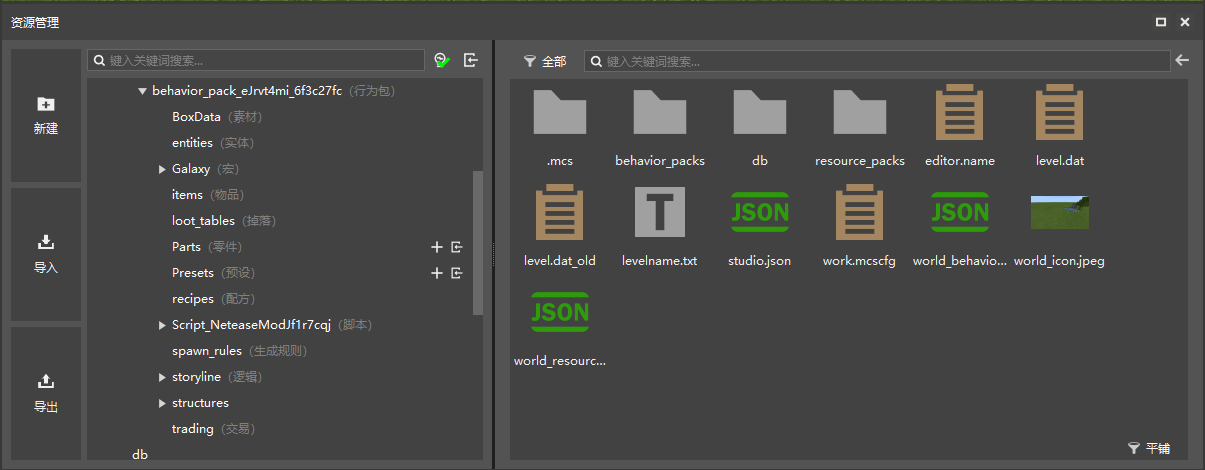 资源管理
新建
导入
导出
键入关键词搜索...
behavior_pack_eJrvt4mi_6f3c27fc (行为包)
BoxData (素材)
entities (实体)
Galaxy (宏)
items (物品)
loot_tables (掉落)
Parts (零件)
Presets (预设)
recipes (配方)
Script_NeteaseModJf1r7cqj (脚本)
spawn_rules (生成规则)
storyline (逻辑)
structures
trading (交易)
db
全部
键入关键词搜索...
.mcs
behavior_packs
db
resource_packs
editor.name
level.dat
T
JSON
JSON
level.dat_old
levelname.txt
studio.json
work.mcscfg
world_behavio...
world_icon.jpeg
JSON
world_resourc...
平铺